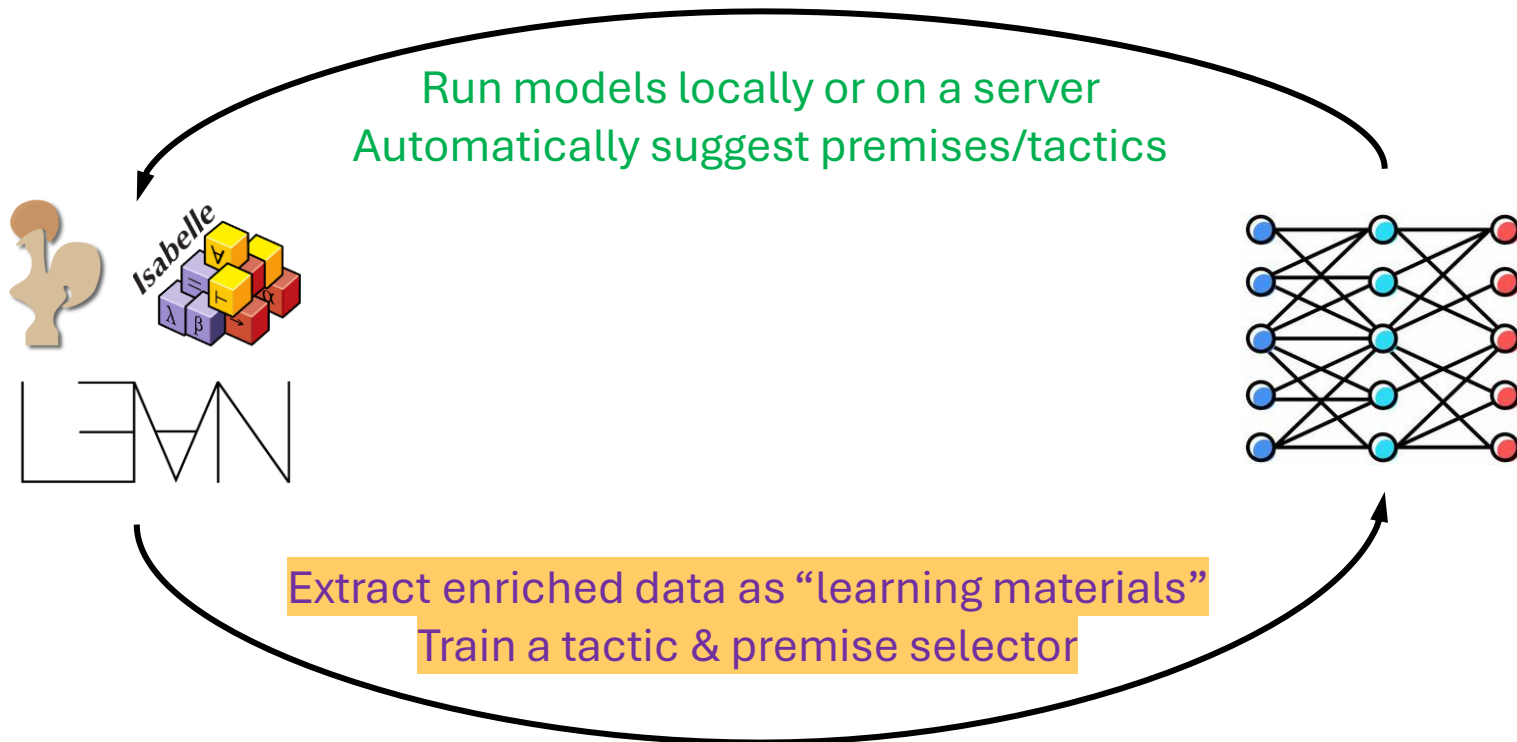 Run models locally or on a server
Automatically suggest premises/tactics
Isabelle
∀
=
⊢
α
λ
β
→
LEAN
Extract enriched data as “learning materials”
Train a tactic & premise selector